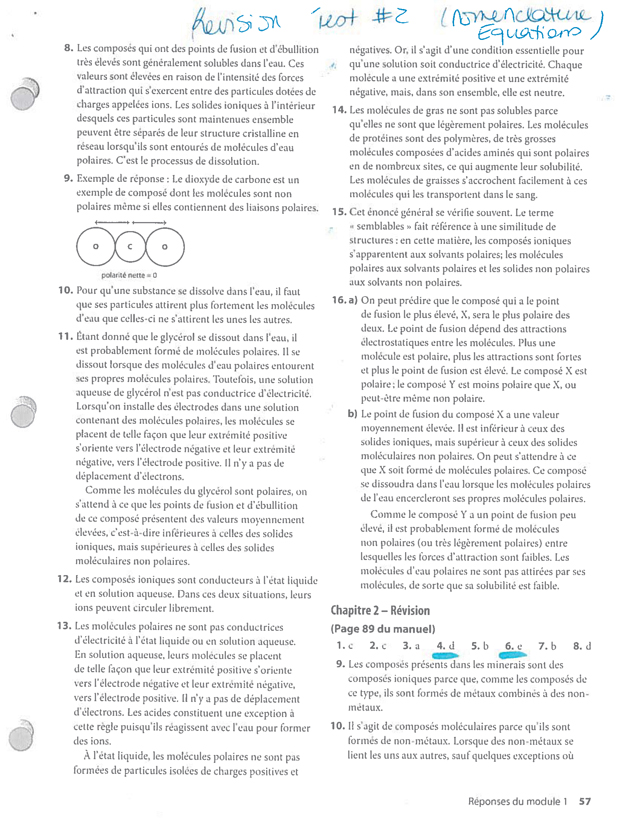 Revision Test #2 (Nomenclature,
Equations)
8. Les composés qui ont des points de fusion et d'ébullition
très élevés sont généralement solubles dans l'eau. Ces
valeurs sont élevées en raison de l'intensité des forces
d'attraction qui s'exercent entre des particules dotées de
charges appelées ions. Les solides ioniques à l'intérieur
desquels ces particules sont maintenues ensemble
peuvent être séparés de leur structure cristalline en
réseau lorsqu'ils sont entourés de molécules d'eau
polaires. C'est le processus de dissolution.
9. Exemple de réponse : Le dioxyde de carbone est un
exemple de composé dont les molécules sont non
polaires même si elles contiennent des liaisons polaires.
O C O
polarité nette = 0
10. Pour qu'une substance se dissolve dans l'eau, il faut
que ses particules attirent plus fortement les molécules
d'eau que celles-ci ne s'attirent les unes les autres.
11. Étant donné que le glycérol se dissout dans l'eau, il
est probablement formé de molécules polaires. Il se
dissout lorsque des molécules d'eau polaires entourent
ses propres molécules polaires. Toutefois, une solution
aqueuse de glycérol n'est pas conductrice d'électricité.
Lorsqu'on installe des électrodes dans une solution
contenant des molécules polaires, les molécules se
placent de telle façon que leur extrémité positive
s'oriente vers l'électrode négative et leur extrémité
négative, vers l'électrode positive. Il n'y a pas de
déplacement d'électrons.
Comme les molécules du glycérol sont polaires, on
s'attend à ce que les points de fusion et d'ébullition
de ce composé présentent des valeurs moyennement
élevées, c'est-à-dire inférieures à celles des solides
ioniques, mais supérieures à celles des solides
moléculaires non polaires.
12. Les composés ioniques sont conducteurs à l'état liquide
et en solution aqueuse. Dans ces deux situations, leurs
ions peuvent circuler librement.
13. Les molécules polaires ne sont pas conductrices
d'électricité à l'état liquide ou en solution aqueuse.
En solution aqueuse, leurs molécules se placent
de telle façon que leur extrémité positive s'oriente
vers l'électrode négative et leur extrémité négative,
vers l'électrode positive. Il n'y a pas de déplacement
d'électrons. Les acides constituent une exception à
cette règle puisqu'ils réagissent avec l'eau pour former
des ions.
À l'état liquide, les molécules polaires ne sont pas
formées de particules isolées de charges positives et
négatives. Or, il s'agit d'une condition essentielle pour
qu'une solution soit conductrice d'électricité. Chaque
molécule a une extrémité positive et une extrémité
négative, mais, dans son ensemble, elle est neutre.
14. Les molécules de gras ne sont pas solubles parce
qu'elles ne sont que légèrement polaires. Les molécules
de protéines sont des polymères, de très grosses
molécules composées d'acides aminés qui sont polaires
en de nombreux sites, ce qui augmente leur solubilité.
Les molécules de graisses s'accrochent facilement à ces
molécules qui les transportent dans le sang.
15. Cet énoncé général se vérifie souvent. Le terme
« semblables » fait référence à une similitude de
structures : en cette matière, les composés ioniques
s'apparentent aux solvants polaires; les molécules
polaires aux solvants polaires et les solides non polaires
aux solvants non polaires.
16. a) On peut prédire que le composé qui a le point
de fusion le plus élevé, X, sera le plus polaire des
deux. Le point de fusion dépend des attractions
électrostatiques entre les molécules. Plus une
molécule est polaire, plus les attractions sont fortes
et plus le point de fusion est élevé. Le composé X est
polaire; le composé Y est moins polaire que X, ou
peut-être même non polaire.
b) Le point de fusion du composé X a une valeur
moyennement élevée. Il est inférieur à ceux des
solides ioniques, mais supérieur à ceux des solides
moléculaires non polaires. On peut s'attendre à ce
que X soit formé de molécules polaires. Ce composé
se dissoudra dans l'eau lorsque les molécules polaires
de l'eau encercleront ses propres molécules polaires.
Comme le composé Y a un point de fusion peu
élevé, il est probablement formé de molécules
non polaires (ou très légèrement polaires) entre
lesquelles les forces d'attraction sont faibles. Les
molécules d'eau polaires ne sont pas attirées par ses
molécules, de sorte que sa solubilité est faible.
Chapitre 2 – Révision
(Page 89 du manuel)
1. c 2. c 3. a 4. d 5. b 6. c 7. b 8. d
9. Les composés présents dans les minerais sont des
composés ioniques parce que, comme les composés de
ce type, ils sont formés de métaux combinés à des non-
métaux.
10. Il s'agit de composés moléculaires parce qu'ils sont
formés de non-métaux. Lorsque des non-métaux se
lient les uns aux autres, sauf quelques exceptions où
Réponses du module 1 57